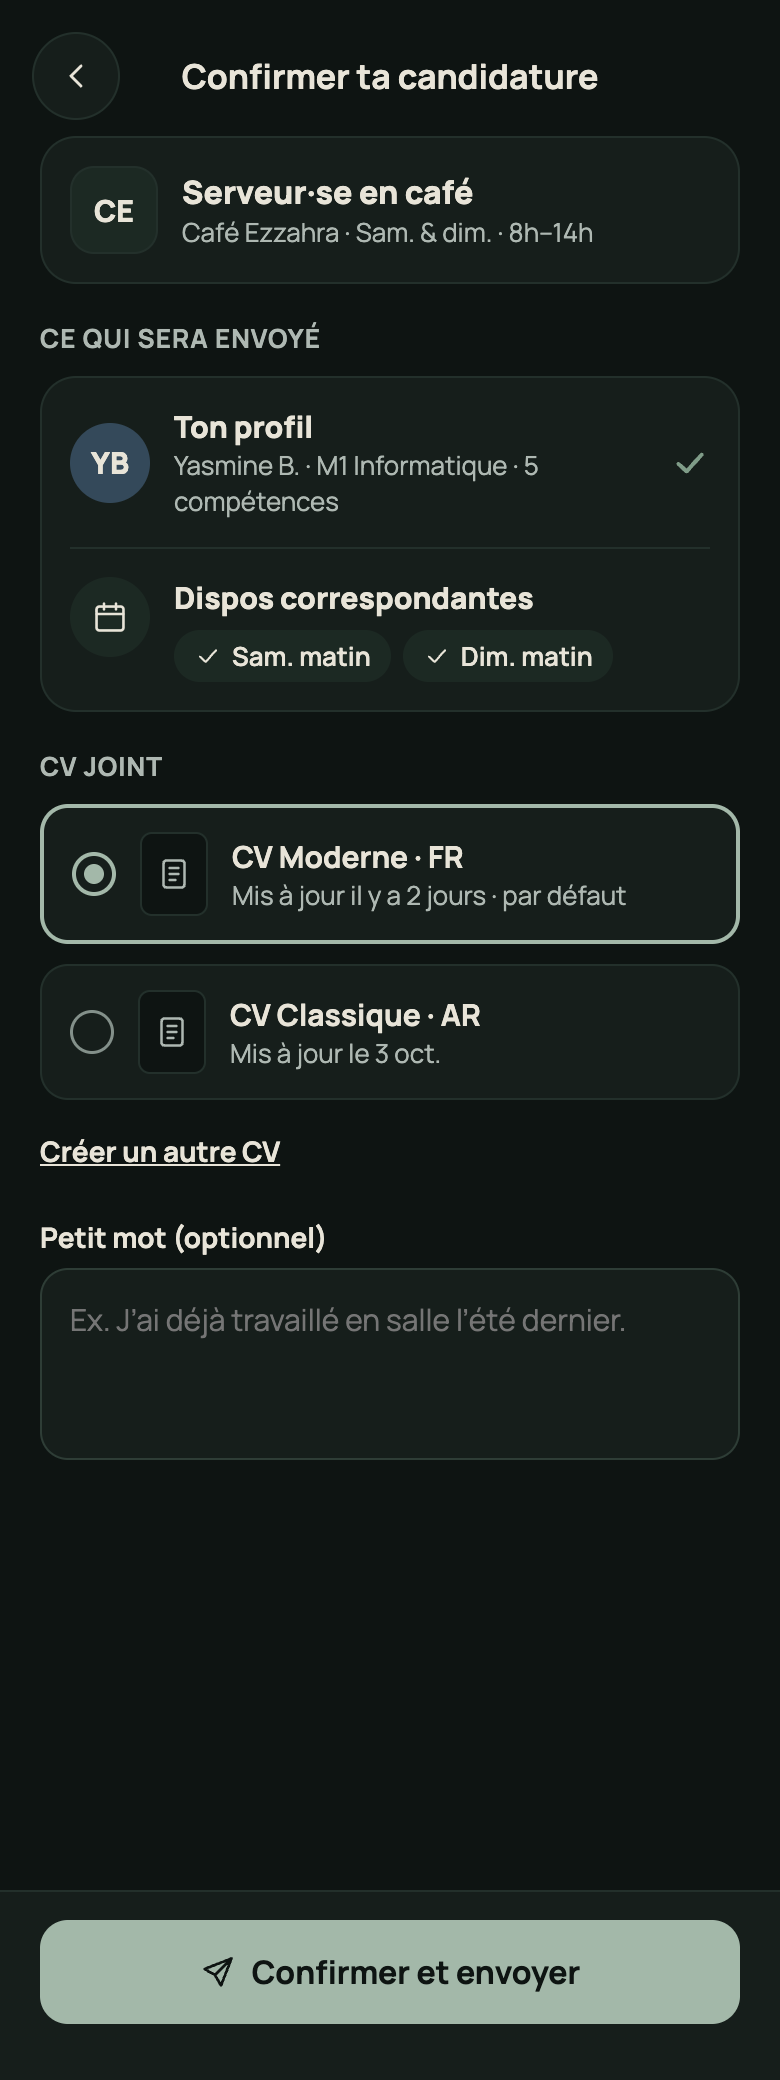 Confirmer ta candidature
CE
Serveur·se en café
Café Ezzahra · Sam. & dim. · 8h–14h
CE QUI SERA ENVOYÉ
YB
Ton profil
Yasmine B. · M1 Informatique · 5
compétences
Dispos correspondantes
Sam. matin
Dim. matin
CV JOINT
CV Moderne · FR
Mis à jour il y a 2 jours · par défaut
CV Classique · AR
Mis à jour le 3 oct.
Créer un autre CV
Petit mot (optionnel)
Ex. J’ai déjà travaillé en salle l’été dernier.
Confirmer et envoyer